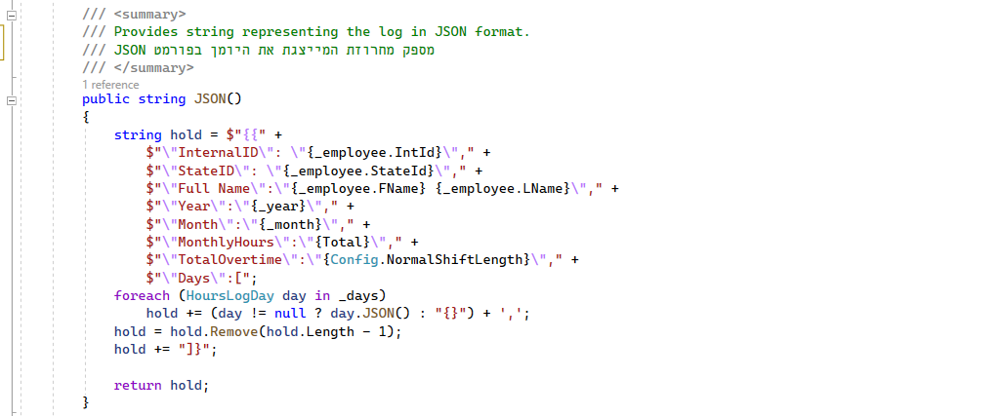 /// <summary>
/// Provides string representing the log in JSON format.
/// מספק מחרוזת המייצגת את היומן בפורמט JSON
/// </summary>
1 reference
public string JSON()
{
    string hold = $"{{" +
        $"\"InternalID\": \"{_employee.IntId}\"," +
        $"\"StateID\": \"{_employee.StateId}\"," +
        $"\"Full Name\":\"{_employee.FName} {_employee.LName}\"," +
        $"\"Year\":\"{_year}\"," +
        $"\"Month\":\"{_month}\"," +
        $"\"MonthlyHours\":\"{Total}\"," +
        $"\"TotalOvertime\":\"{Config.NormalShiftLength}\"," +
        $"\"Days\":[";
    foreach (HoursLogDay day in _days)
        hold += (day != null ? day.JSON() : "{}") + ',';
    hold = hold.Remove(hold.Length - 1);
    hold += "]}";
    return hold;
}